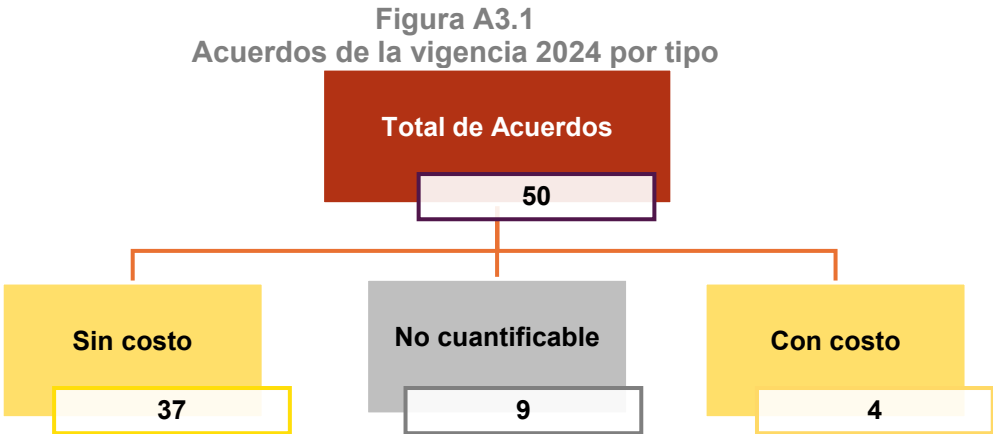 Figura A3.1
Acuerdos de la vigencia 2024 por tipo
Total de Acuerdos
50
Sin costo
37
No cuantificable
9
Con costo
4